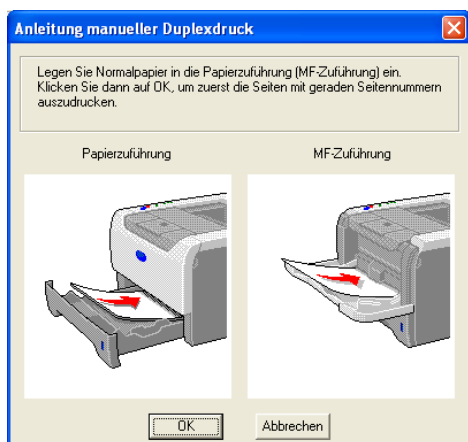 Anleitung manueller Duplexdruck
Legen Sie Normalpapier in die Papierzuführung (MF-Zuführung) ein.
Klicken Sie dann auf OK, um zuerst die Seiten mit geraden Seitennummern
auszudrucken.
Papierzuführung MF-Zuführung
OK Abbrechen